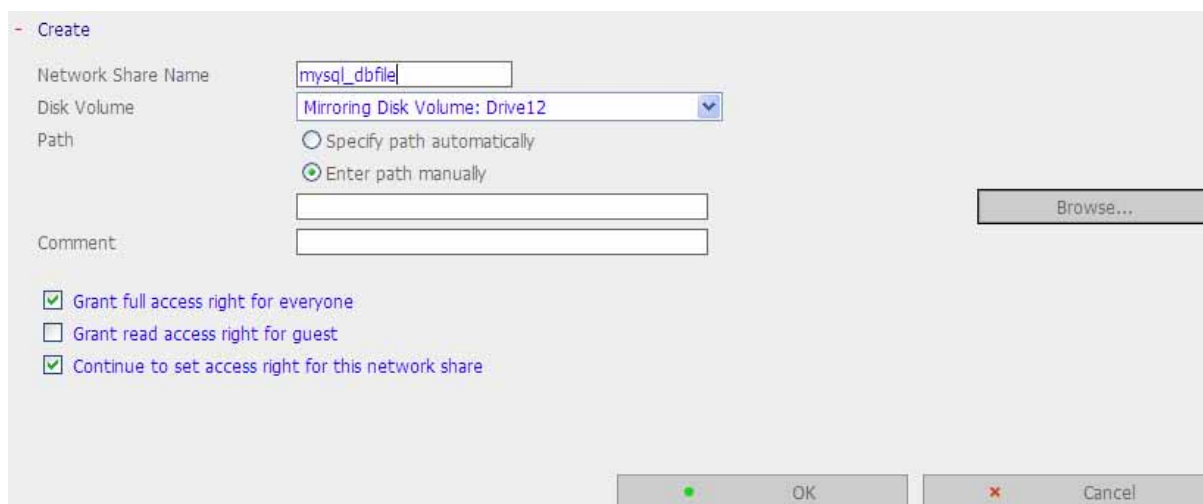 - Create
Network Share Name mysql_dbfile
Disk Volume Mirroring Disk Volume: Drive12
Path Specify path automatically
Enter path manually
Browse...
Comment
Grant full access right for everyone
Grant read access right for guest
Continue to set access right for this network share
OK Cancel